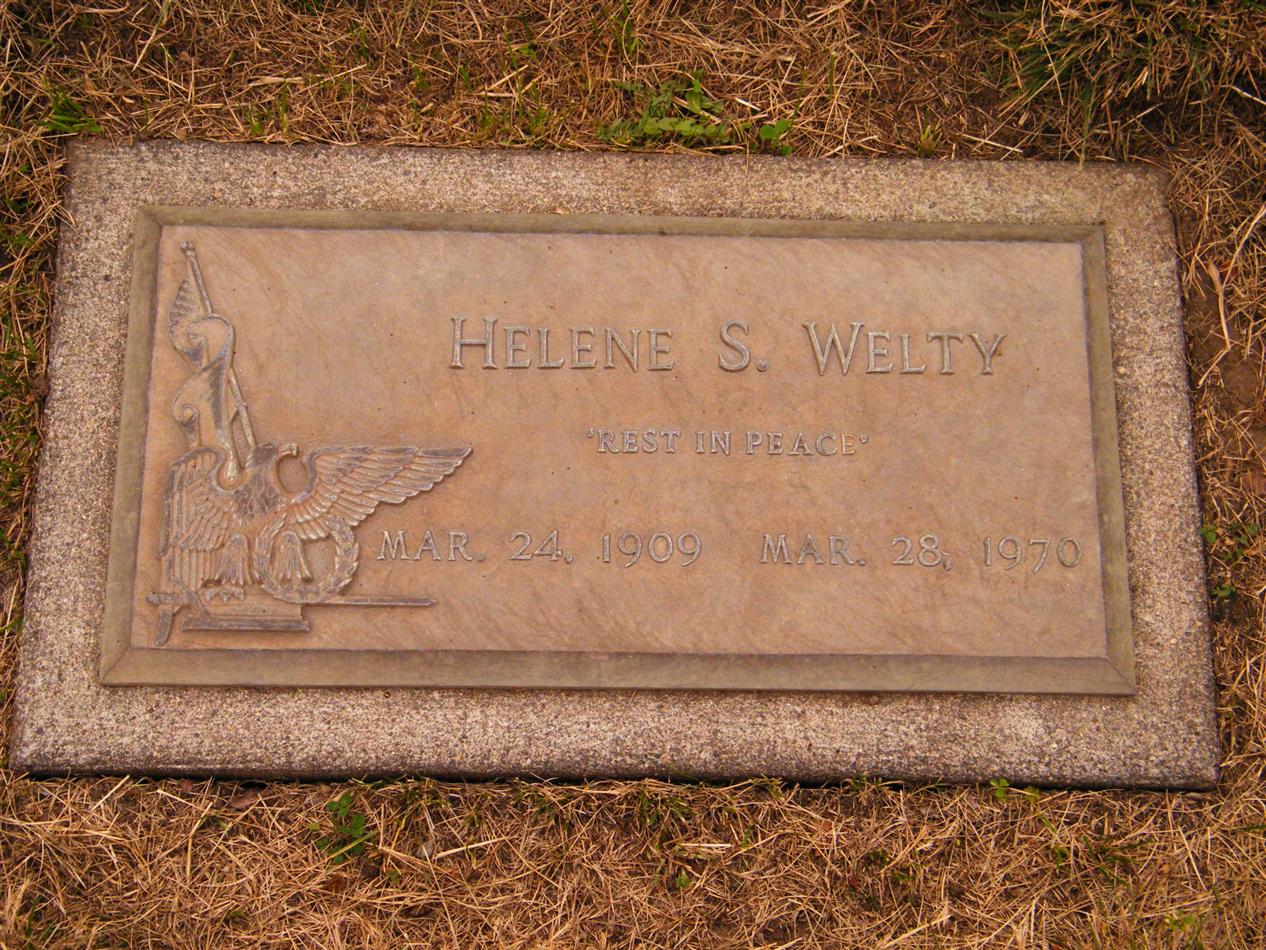 HELENE S. WELTY
'REST IN PEACE'
MAR. 24, 1909 MAR. 28, 1970